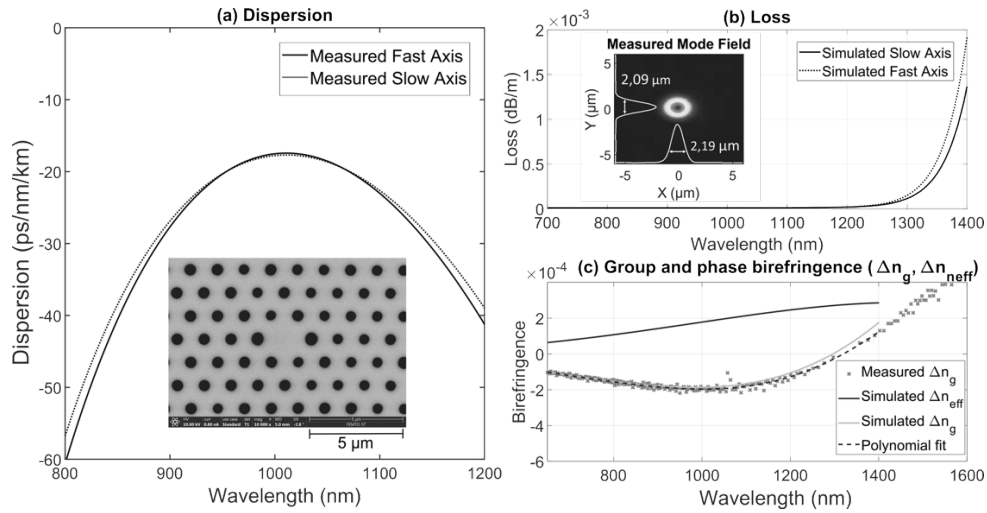 (a) Dispersion
Measured Fast Axis
Measured Slow Axis
0
-10
-20
-30
-40
-50
-60
Dispersion (ps/nm/km)
5 µm
800
900
1000
1100
1200
Wavelength (nm)
(b) Loss
×10⁻³
Simulated Slow Axis
Simulated Fast Axis
2
1.5
1
0.5
0
Loss (dB/m)
Measured Mode Field
2,09 µm
2,19 µm
5
0
-5
Y (µm)
-5
0
5
X (µm)
700
800
900
1000
1100
1200
1300
1400
Wavelength (nm)
×10⁻⁴
(c) Group and phase birefringence (Δn_g, Δn_neff)
2
0
-2
-4
-6
Birefringence
Measured Δn_g
Simulated Δn_eff
Simulated Δn_g
Polynomial fit
800
1000
1200
1400
1600
Wavelength (nm)